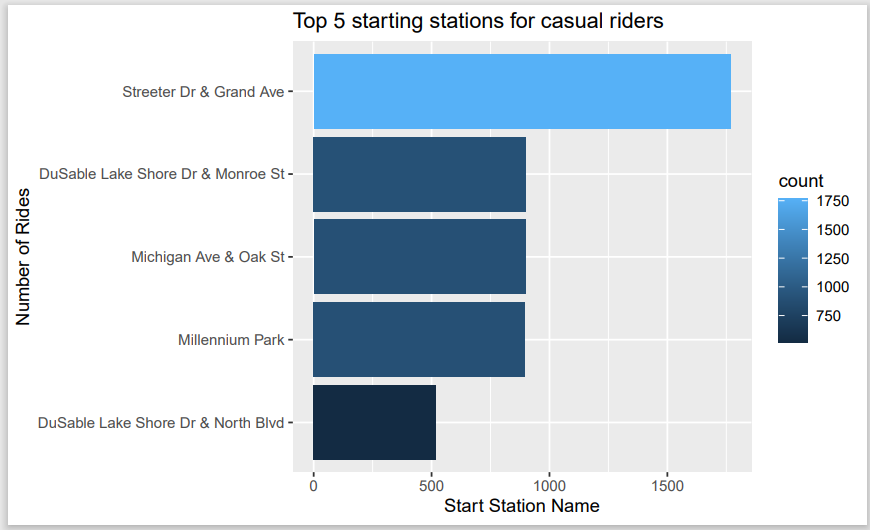 Top 5 starting stations for casual riders
Number of Rides
Streeter Dr & Grand Ave
DuSable Lake Shore Dr & Monroe St
Michigan Ave & Oak St
Millennium Park
DuSable Lake Shore Dr & North Blvd
0 500 1000 1500
Start Station Name
count
1750
1500
1250
1000
750